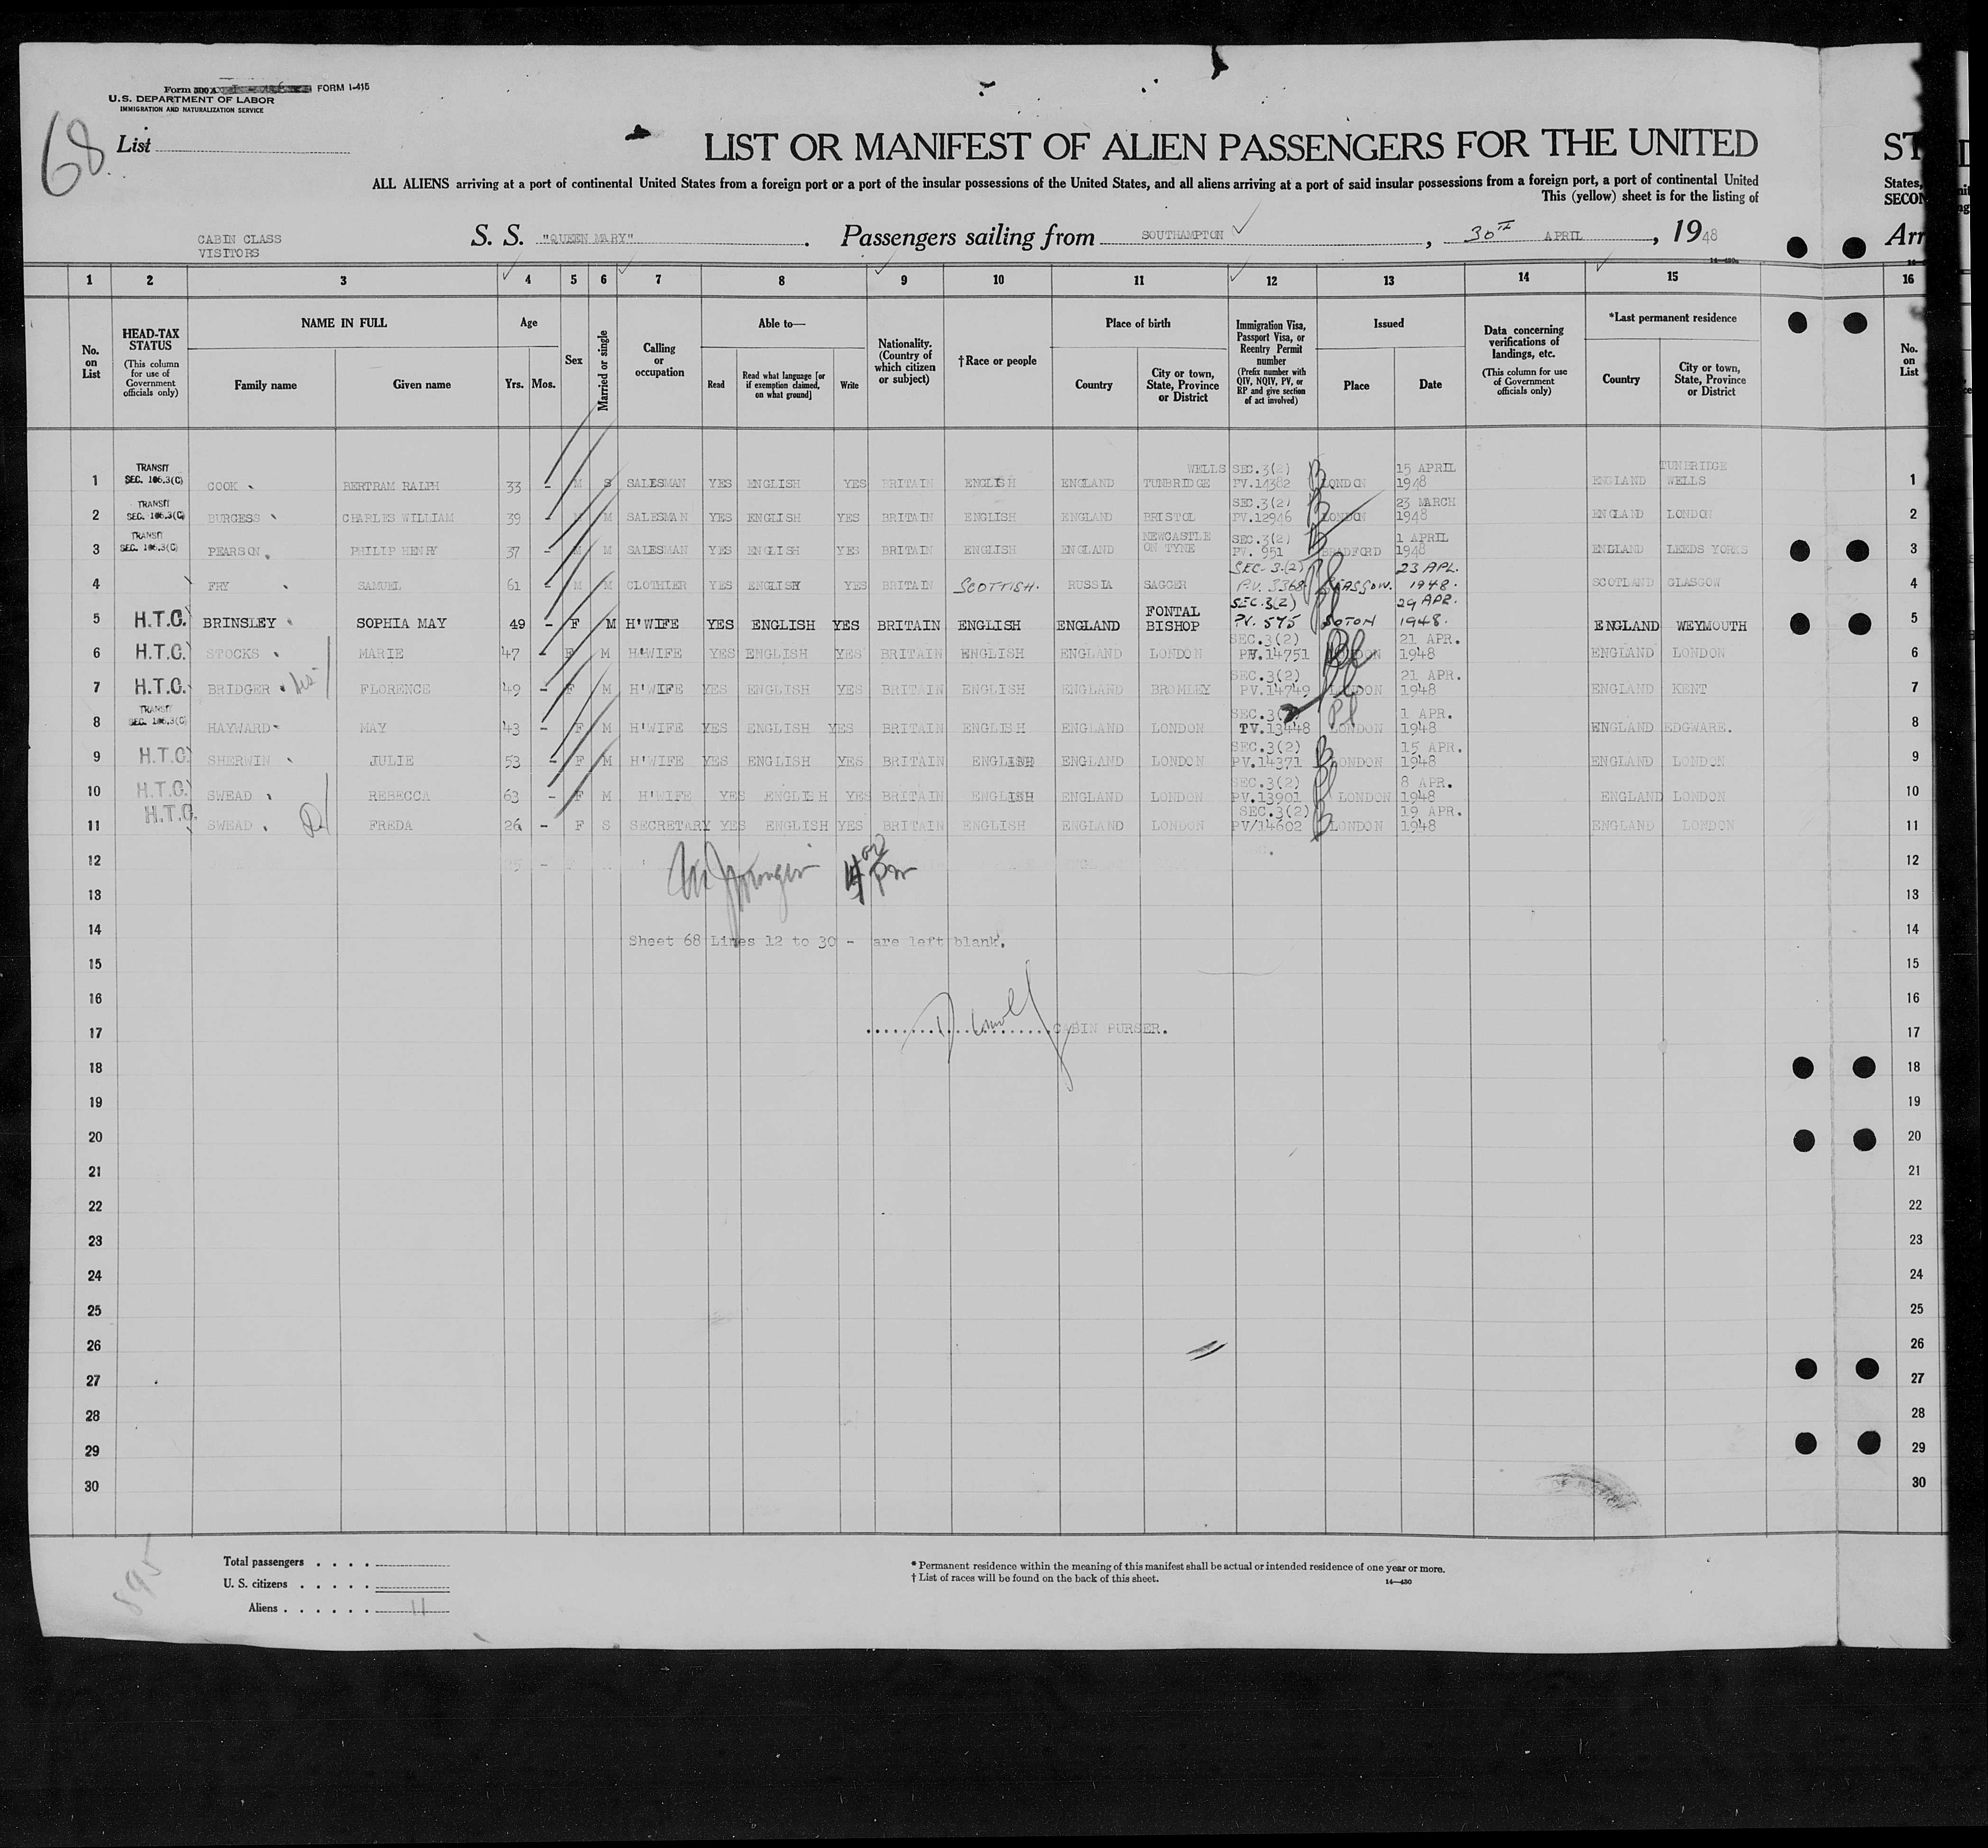 Form 500 A FORM I-415
U.S. DEPARTMENT OF LABOR
IMMIGRATION AND NATURALIZATION SERVICE
68
List
LIST OR MANIFEST OF ALIEN PASSENGERS FOR THE UNITED
ST
ALL ALIENS arriving at a port of continental United States from a foreign port or a port of the insular possessions of the United States, and all aliens arriving at a port of said insular possessions from a foreign port, a port of continental United
States,
This (yellow) sheet is for the listing of
SECON
CABIN CLASS
VISITORS
S. S. "QUEEN MARY". Passengers sailing from SOUTHAMPTON, 30TH APRIL, 1948
Arr
1 2 3 4 5 6 7 8 9 10 11 12 13 14 15 16
No. on List
HEAD-TAX STATUS (This column for use of Government officials only)
NAME IN FULL
Family name Given name
Age
Yrs. Mos.
Sex
Married or single
Calling or occupation
Able to—
Read Read what language [or if exemption claimed, on what ground] Write
Nationality. (Country of which citizen or subject)
†Race or people
Place of birth
Country City or town, State, Province or District
Immigration Visa, Passport Visa, or Reentry Permit number (Prefix number with QIV, NQIV, PV, or RP and give section of act involved)
Issued
Place Date
Data concerning verifications of landings, etc. (This column for use of Government officials only)
*Last permanent residence
Country City or town, State, Province or District
No. on List
1 TRANSIT SEC. 106.3(C) COOK BERTRAM RALPH 33 - M S SALESMAN YES ENGLISH YES BRITAIN ENGLISH ENGLAND TUNBRIDGE WELLS SEC.3(2) PV.14382 LONDON 15 APRIL 1948 ENGLAND TUNBRIDGE WELLS 1
2 TRANSIT SEC. 106.3(C) BURGESS CHARLES WILLIAM 39 - M M SALESMAN YES ENGLISH YES BRITAIN ENGLISH ENGLAND BRISTOL SEC.3(2) PV.12946 LONDON 23 MARCH 1948 ENGLAND LONDON 2
3 TRANSIT SEC. 106.3(C) PEARSON PHILIP HENRY 37 - M M SALESMAN YES ENGLISH YES BRITAIN ENGLISH ENGLAND NEWCASTLE ON TYNE SEC.3(2) PV. 951 BRADFORD 1 APRIL 1948 ENGLAND LEEDS YORKS 3
4 FRY SAMUEL 61 - M M CLOTHIER YES ENGLISH YES BRITAIN SCOTTISH. RUSSIA SAGGER SEC. 3.(2) P.V. 3368 GLASGOW. 23 APL. 1948. SCOTLAND GLASGOW 4
5 H.T.C. BRINSLEY SOPHIA MAY 49 - F M H'WIFE YES ENGLISH YES BRITAIN ENGLISH ENGLAND FONTAL BISHOP SEC.3(2) PV. 575 SOTON 29 APR. 1948. ENGLAND WEYMOUTH 5
6 H.T.C. STOCKS MARIE 47 - F M H'WIFE YES ENGLISH YES BRITAIN ENGLISH ENGLAND LONDON SEC.3(2) PV.14751 LONDON 21 APR. 1948 ENGLAND LONDON 6
7 H.T.C. BRIDGER FLORENCE 49 - F M H'WIFE YES ENGLISH YES BRITAIN ENGLISH ENGLAND BROMLEY SEC.3(2) PV.14749 LONDON 21 APR. 1948 ENGLAND KENT 7
8 TRANSIT SEC. 106.3(C) HAYWARD MAY 43 - F M H'WIFE YES ENGLISH YES BRITAIN ENGLISH ENGLAND LONDON SEC.3( PV.13448 LONDON 1 APR. 1948 ENGLAND EDGWARE. 8
9 H.T.C. SHERWIN JULIE 53 - F M H'WIFE YES ENGLISH YES BRITAIN ENGLISH ENGLAND LONDON SEC.3(2) PV.14371 LONDON 15 APR. 1948 ENGLAND LONDON 9
10 H.T.C. SWEAD REBECCA 63 - F M H'WIFE YES ENGLISH YES BRITAIN ENGLISH ENGLAND LONDON SEC.3(2) PV.13901 LONDON 8 APR. 1948 ENGLAND LONDON 10
11 H.T.C. SWEAD FREDA 26 - F S SECRETARY YES ENGLISH YES BRITAIN ENGLISH ENGLAND LONDON SEC.3(2) PV/14602 LONDON 19 APR. 1948 ENGLAND LONDON 11
12 12
13 13
14 Sheet 68 Lines 12 to 30 - are left blank. 14
15 15
16 16
17 CABIN PURSER. 17
18 18
19 19
20 20
21 21
22 22
23 23
24 24
25 25
26 26
27 27
28 28
29 29
30 30
595
Total passengers . . . .
U. S. citizens . . . . .
Aliens . . . . . . 11
* Permanent residence within the meaning of this manifest shall be actual or intended residence of one year or more.
† List of races will be found on the back of this sheet.
14—430